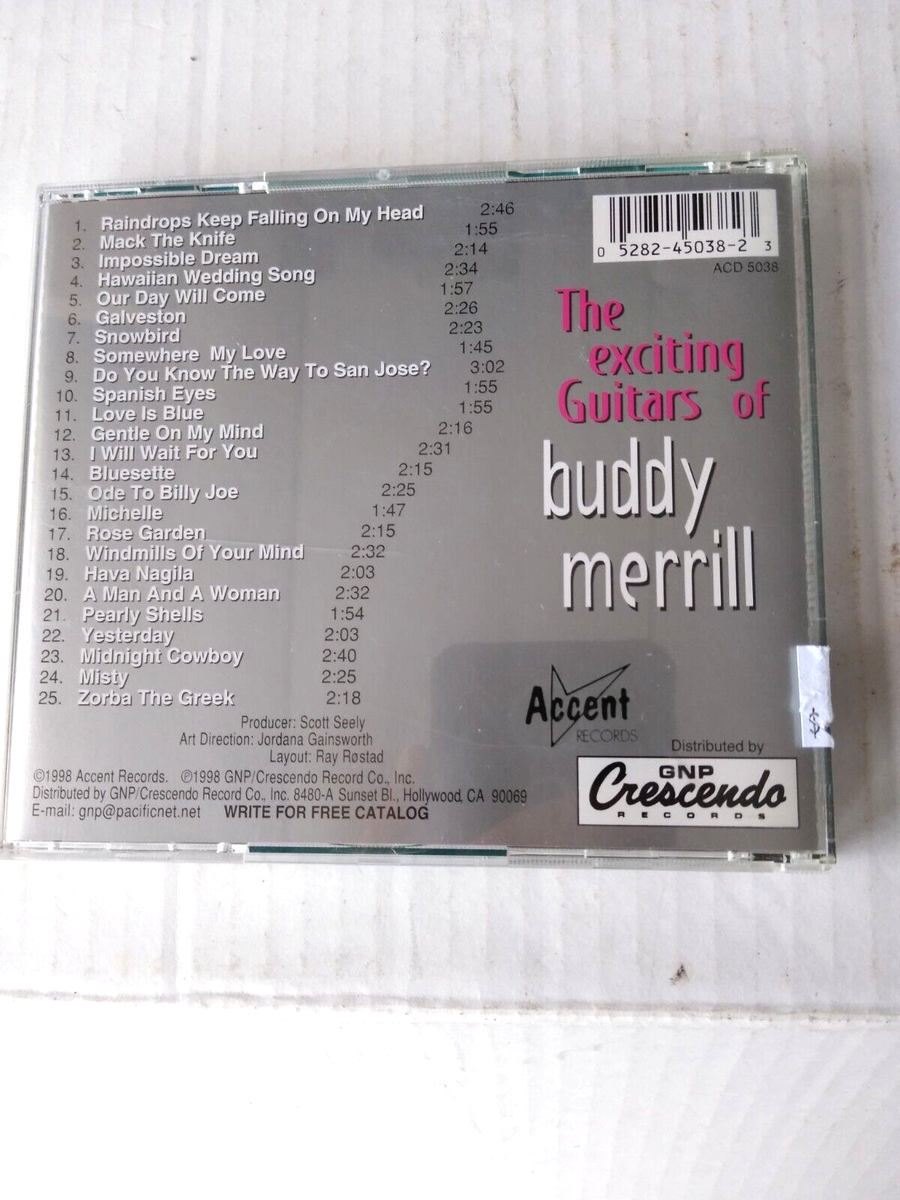 1. Raindrops Keep Falling On My Head 2:46
2. Mack The Knife 1:55
3. Impossible Dream 2:14
4. Hawaiian Wedding Song 2:34
5. Our Day Will Come 1:57
6. Galveston 2:26
7. Snowbird 2:23
8. Somewhere My Love 1:45
9. Do You Know The Way To San Jose? 3:02
10. Spanish Eyes 1:55
11. Love Is Blue 1:55
12. Gentle On My Mind 2:16
13. I Will Wait For You 2:31
14. Bluesette 2:15
15. Ode To Billy Joe 2:25
16. Michelle 1:47
17. Rose Garden 2:15
18. Windmills Of Your Mind 2:32
19. Hava Nagila 2:03
20. A Man And A Woman 2:32
21. Pearly Shells 1:54
22. Yesterday 2:03
23. Midnight Cowboy 2:40
24. Misty 2:25
25. Zorba The Greek 2:18
Producer: Scott Seely
Art Direction: Jordana Gainsworth
Layout: Ray Røstad
©1998 Accent Records. ℗1998 GNP/Crescendo Record Co., Inc.
Distributed by GNP/Crescendo Record Co., Inc. 8480-A Sunset Bl., Hollywood, CA 90069
E-mail: gnp@pacificnet.net WRITE FOR FREE CATALOG
0 5282-45038-2 3
ACD 5038
The
exciting
Guitars of
buddy
merrill
Accent
RECORDS
Distributed by
GNP
Crescendo
RECORDS